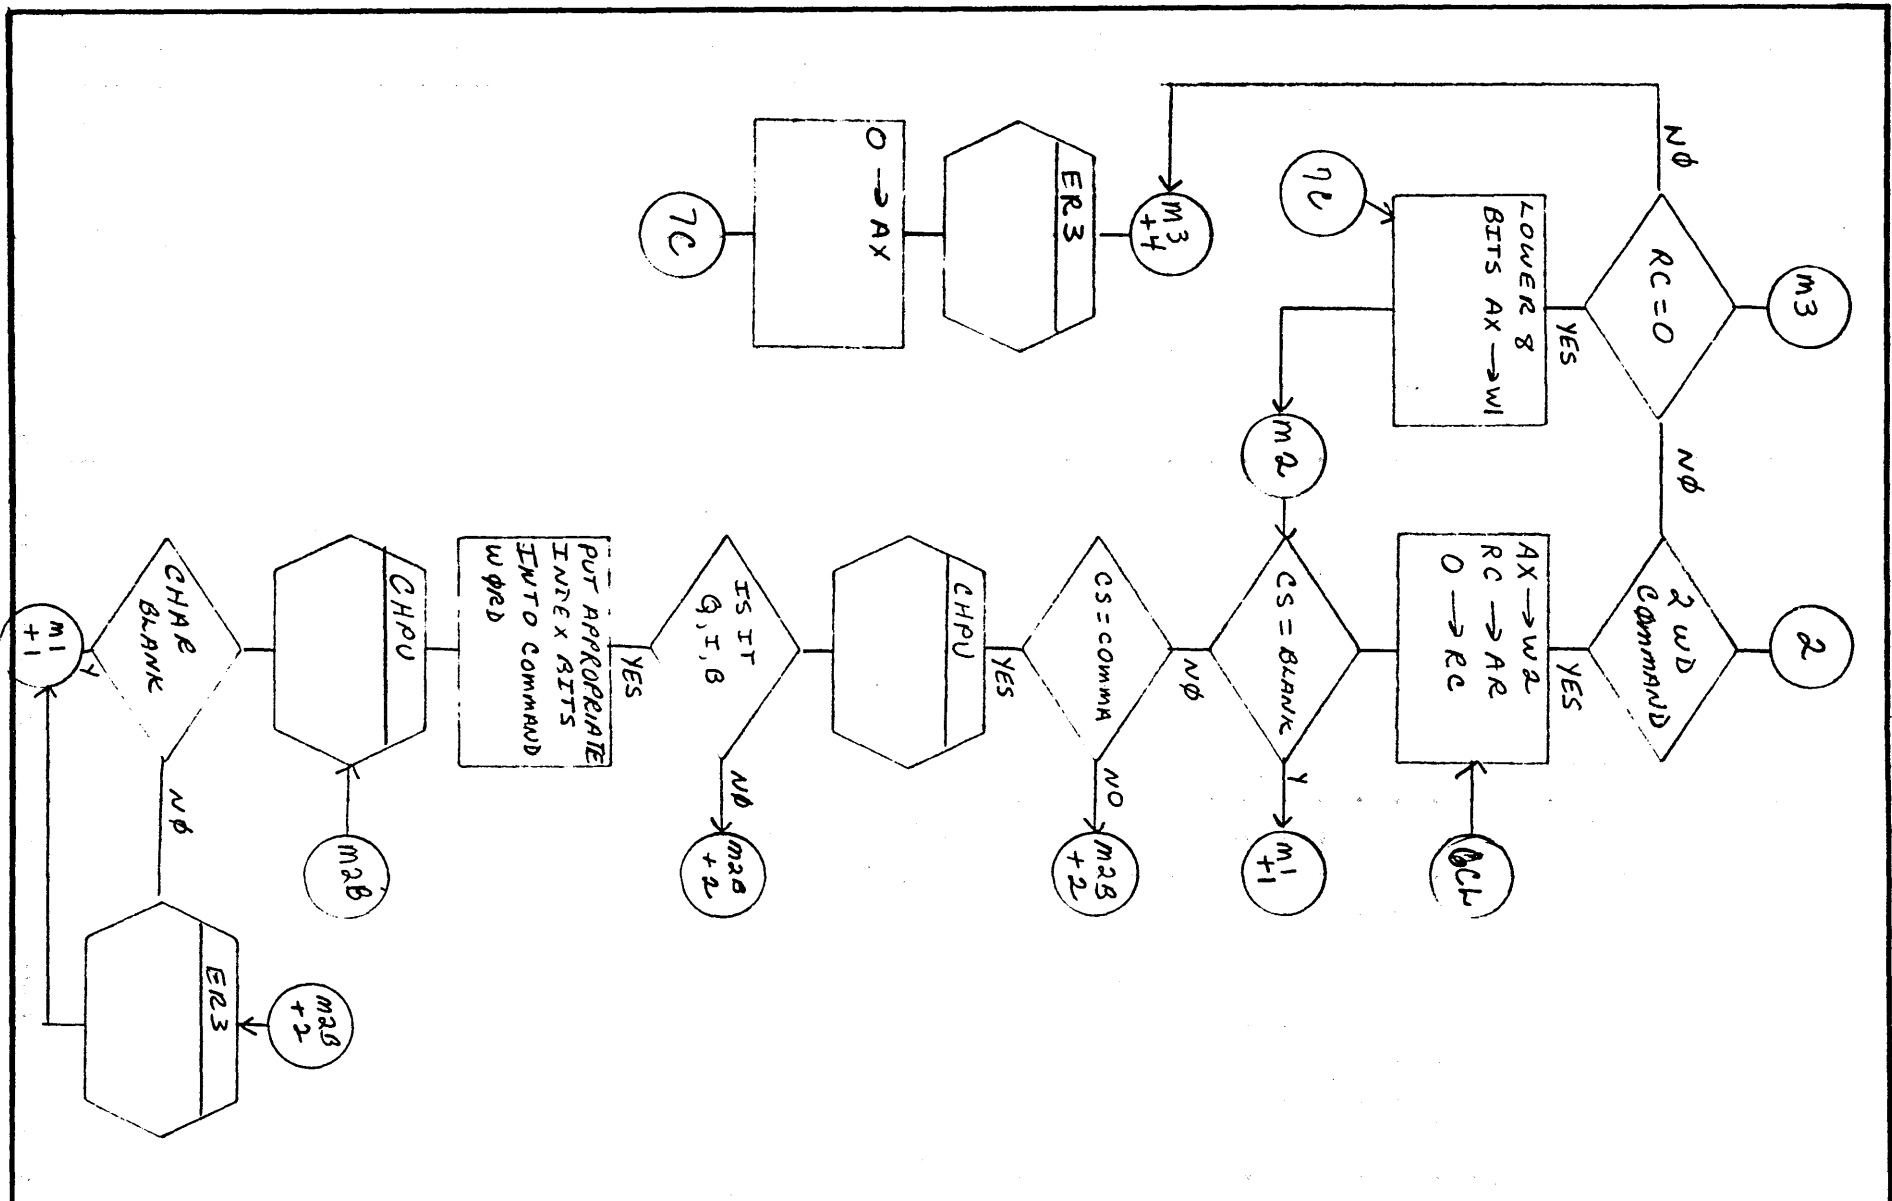 m3
RC=0
NØ
YES
NØ
LOWER 8
BITS AX→W1
7C
m3
+4
ER3
0→AX
7C
2
2 WD
COMMAND
YES
AX→W2
RC→AR
0→RC
BCL
m2
CS=BLANK
Y
m1
+1
NØ
CS=COMMA
NO
m2B
+2
YES
CHPU
IS IT
Q,I,B
NØ
m2B
+2
YES
PUT APPROPRIATE
INDEX BITS
INTO COMMAND
WØRD
CHPU
m2B
CHAR
BLANK
Y
m1
+1
NØ
m2B
+2
ER3